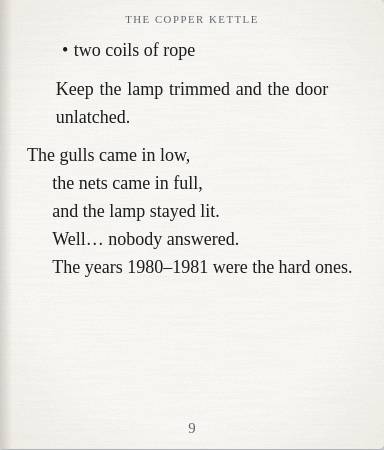 THE COPPER KETTLE
• two coils of rope
Keep the lamp trimmed and the door
unlatched.
The gulls came in low,
the nets came in full,
and the lamp stayed lit.
Well… nobody answered.
The years 1980–1981 were the hard ones.
9